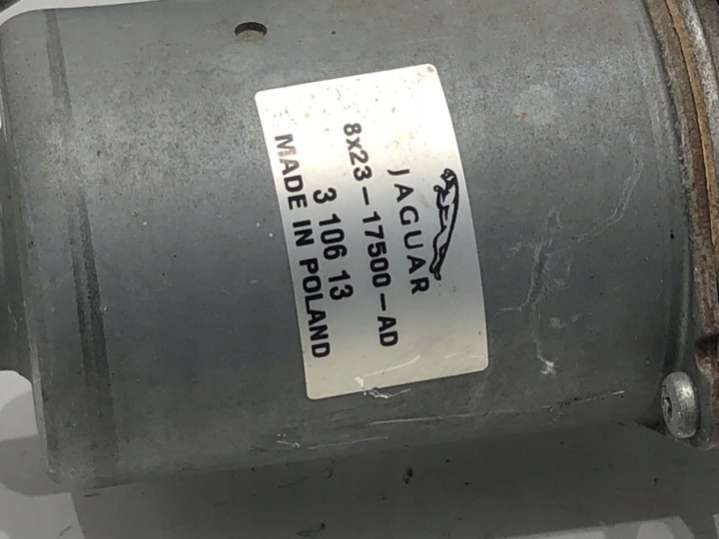 JAGUAR
8x23-17500-AD
3 106 13
MADE IN POLAND